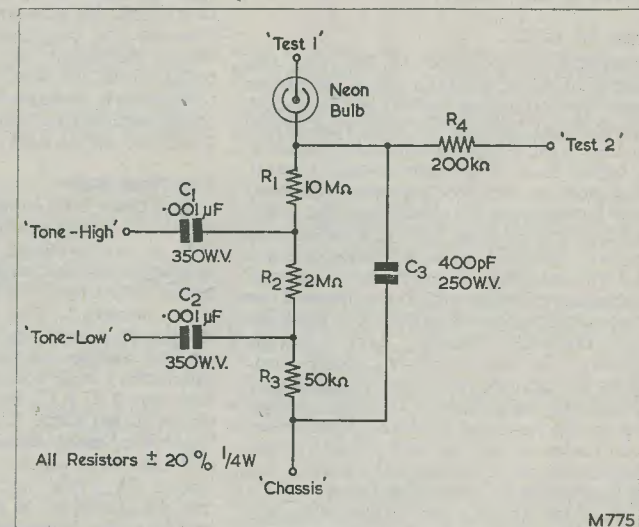 'Test 1'
Neon
Bulb
R4
200kΩ
'Test 2'
R1
10MΩ
C1
·001µF
'Tone-High'
350W.V.
R2
2MΩ
C3
400pF
250W.V.
C2
·001µF
'Tone-Low'
350W.V.
R3
50kΩ
All Resistors ± 20% 1/4W
'Chassis'
M775